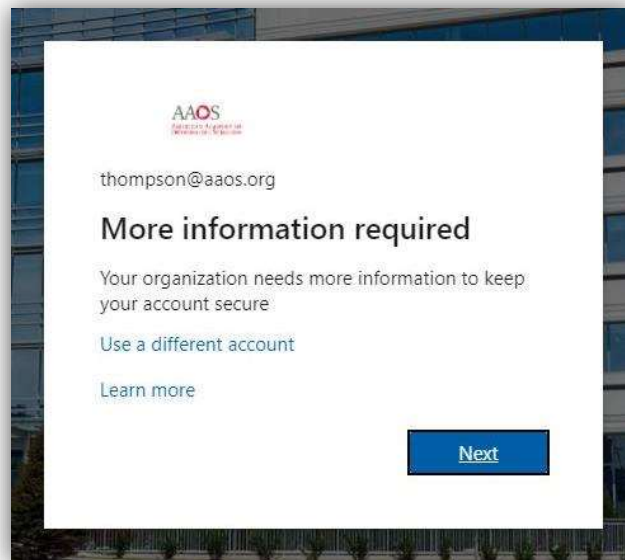 AAOS
thompson@aaos.org
More information required
Your organization needs more information to keep
your account secure
Use a different account
Learn more
Next